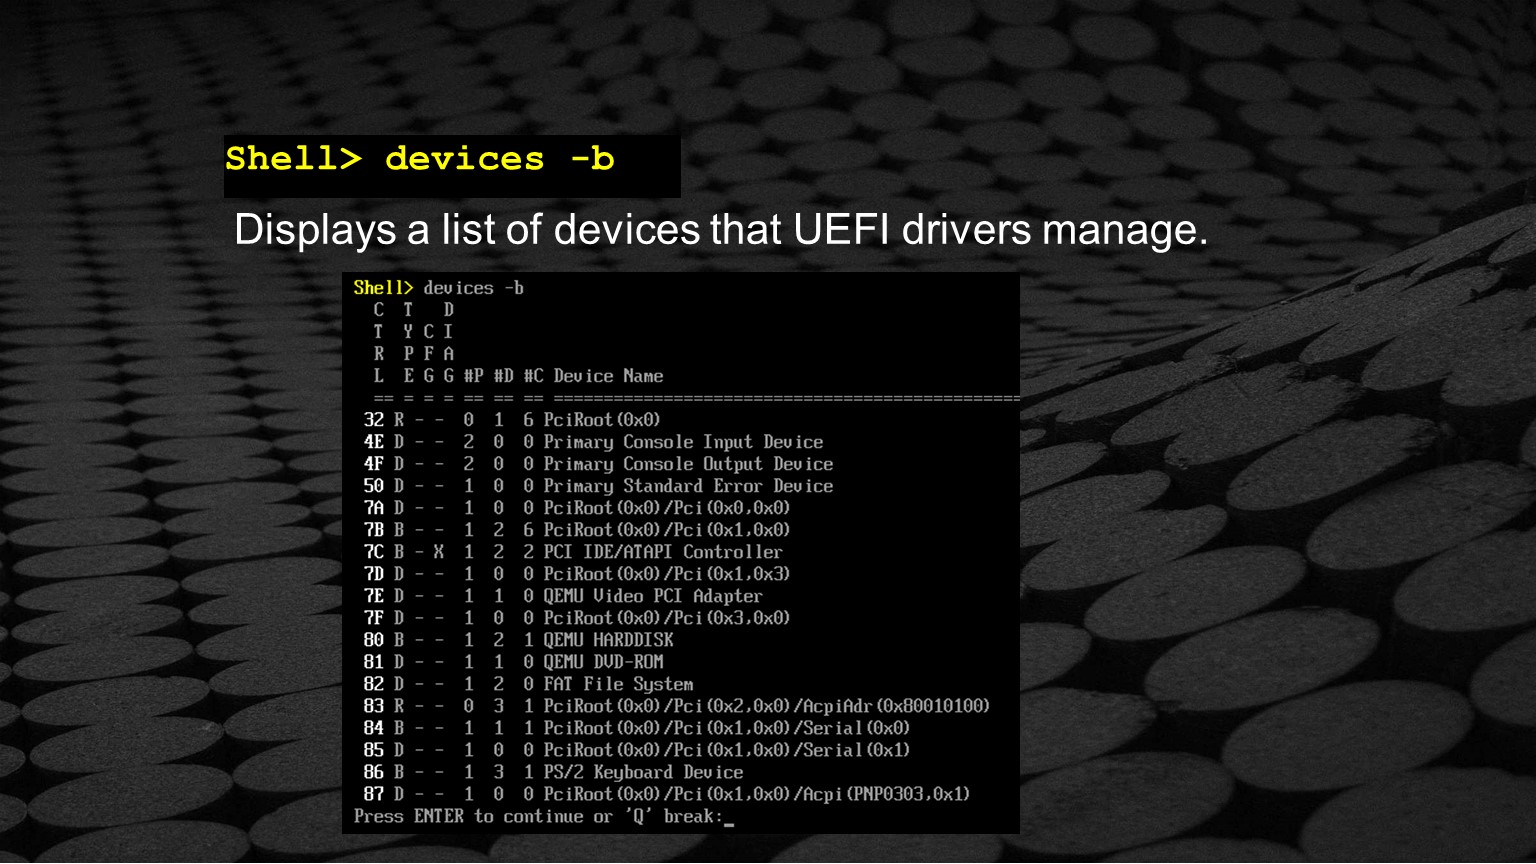 Shell> devices -b
Displays a list of devices that UEFI drivers manage.
Shell> devices -b
C T D
T Y C I
R P F A
L E G G #P #D #C Device Name
== = = = == == == ===============================================
32 R - - 0 1 6 PciRoot(0x0)
4E D - - 2 0 0 Primary Console Input Device
4F D - - 2 0 0 Primary Console Output Device
50 D - - 1 0 0 Primary Standard Error Device
7A D - - 1 0 0 PciRoot(0x0)/Pci(0x0,0x0)
7B B - - 1 2 6 PciRoot(0x0)/Pci(0x1,0x0)
7C B - X 1 2 2 PCI IDE/ATAPI Controller
7D D - - 1 0 0 PciRoot(0x0)/Pci(0x1,0x3)
7E D - - 1 1 0 QEMU Video PCI Adapter
7F D - - 1 0 0 PciRoot(0x0)/Pci(0x3,0x0)
80 B - - 1 2 1 QEMU HARDDISK
81 D - - 1 1 0 QEMU DVD-ROM
82 D - - 1 2 0 FAT File System
83 R - - 0 3 1 PciRoot(0x0)/Pci(0x2,0x0)/AcpiAdr(0x80010100)
84 B - - 1 1 1 PciRoot(0x0)/Pci(0x1,0x0)/Serial(0x0)
85 D - - 1 0 0 PciRoot(0x0)/Pci(0x1,0x0)/Serial(0x1)
86 B - - 1 3 1 PS/2 Keyboard Device
87 D - - 1 0 0 PciRoot(0x0)/Pci(0x1,0x0)/Acpi(PNP0303,0x1)
Press ENTER to continue or 'Q' break:_